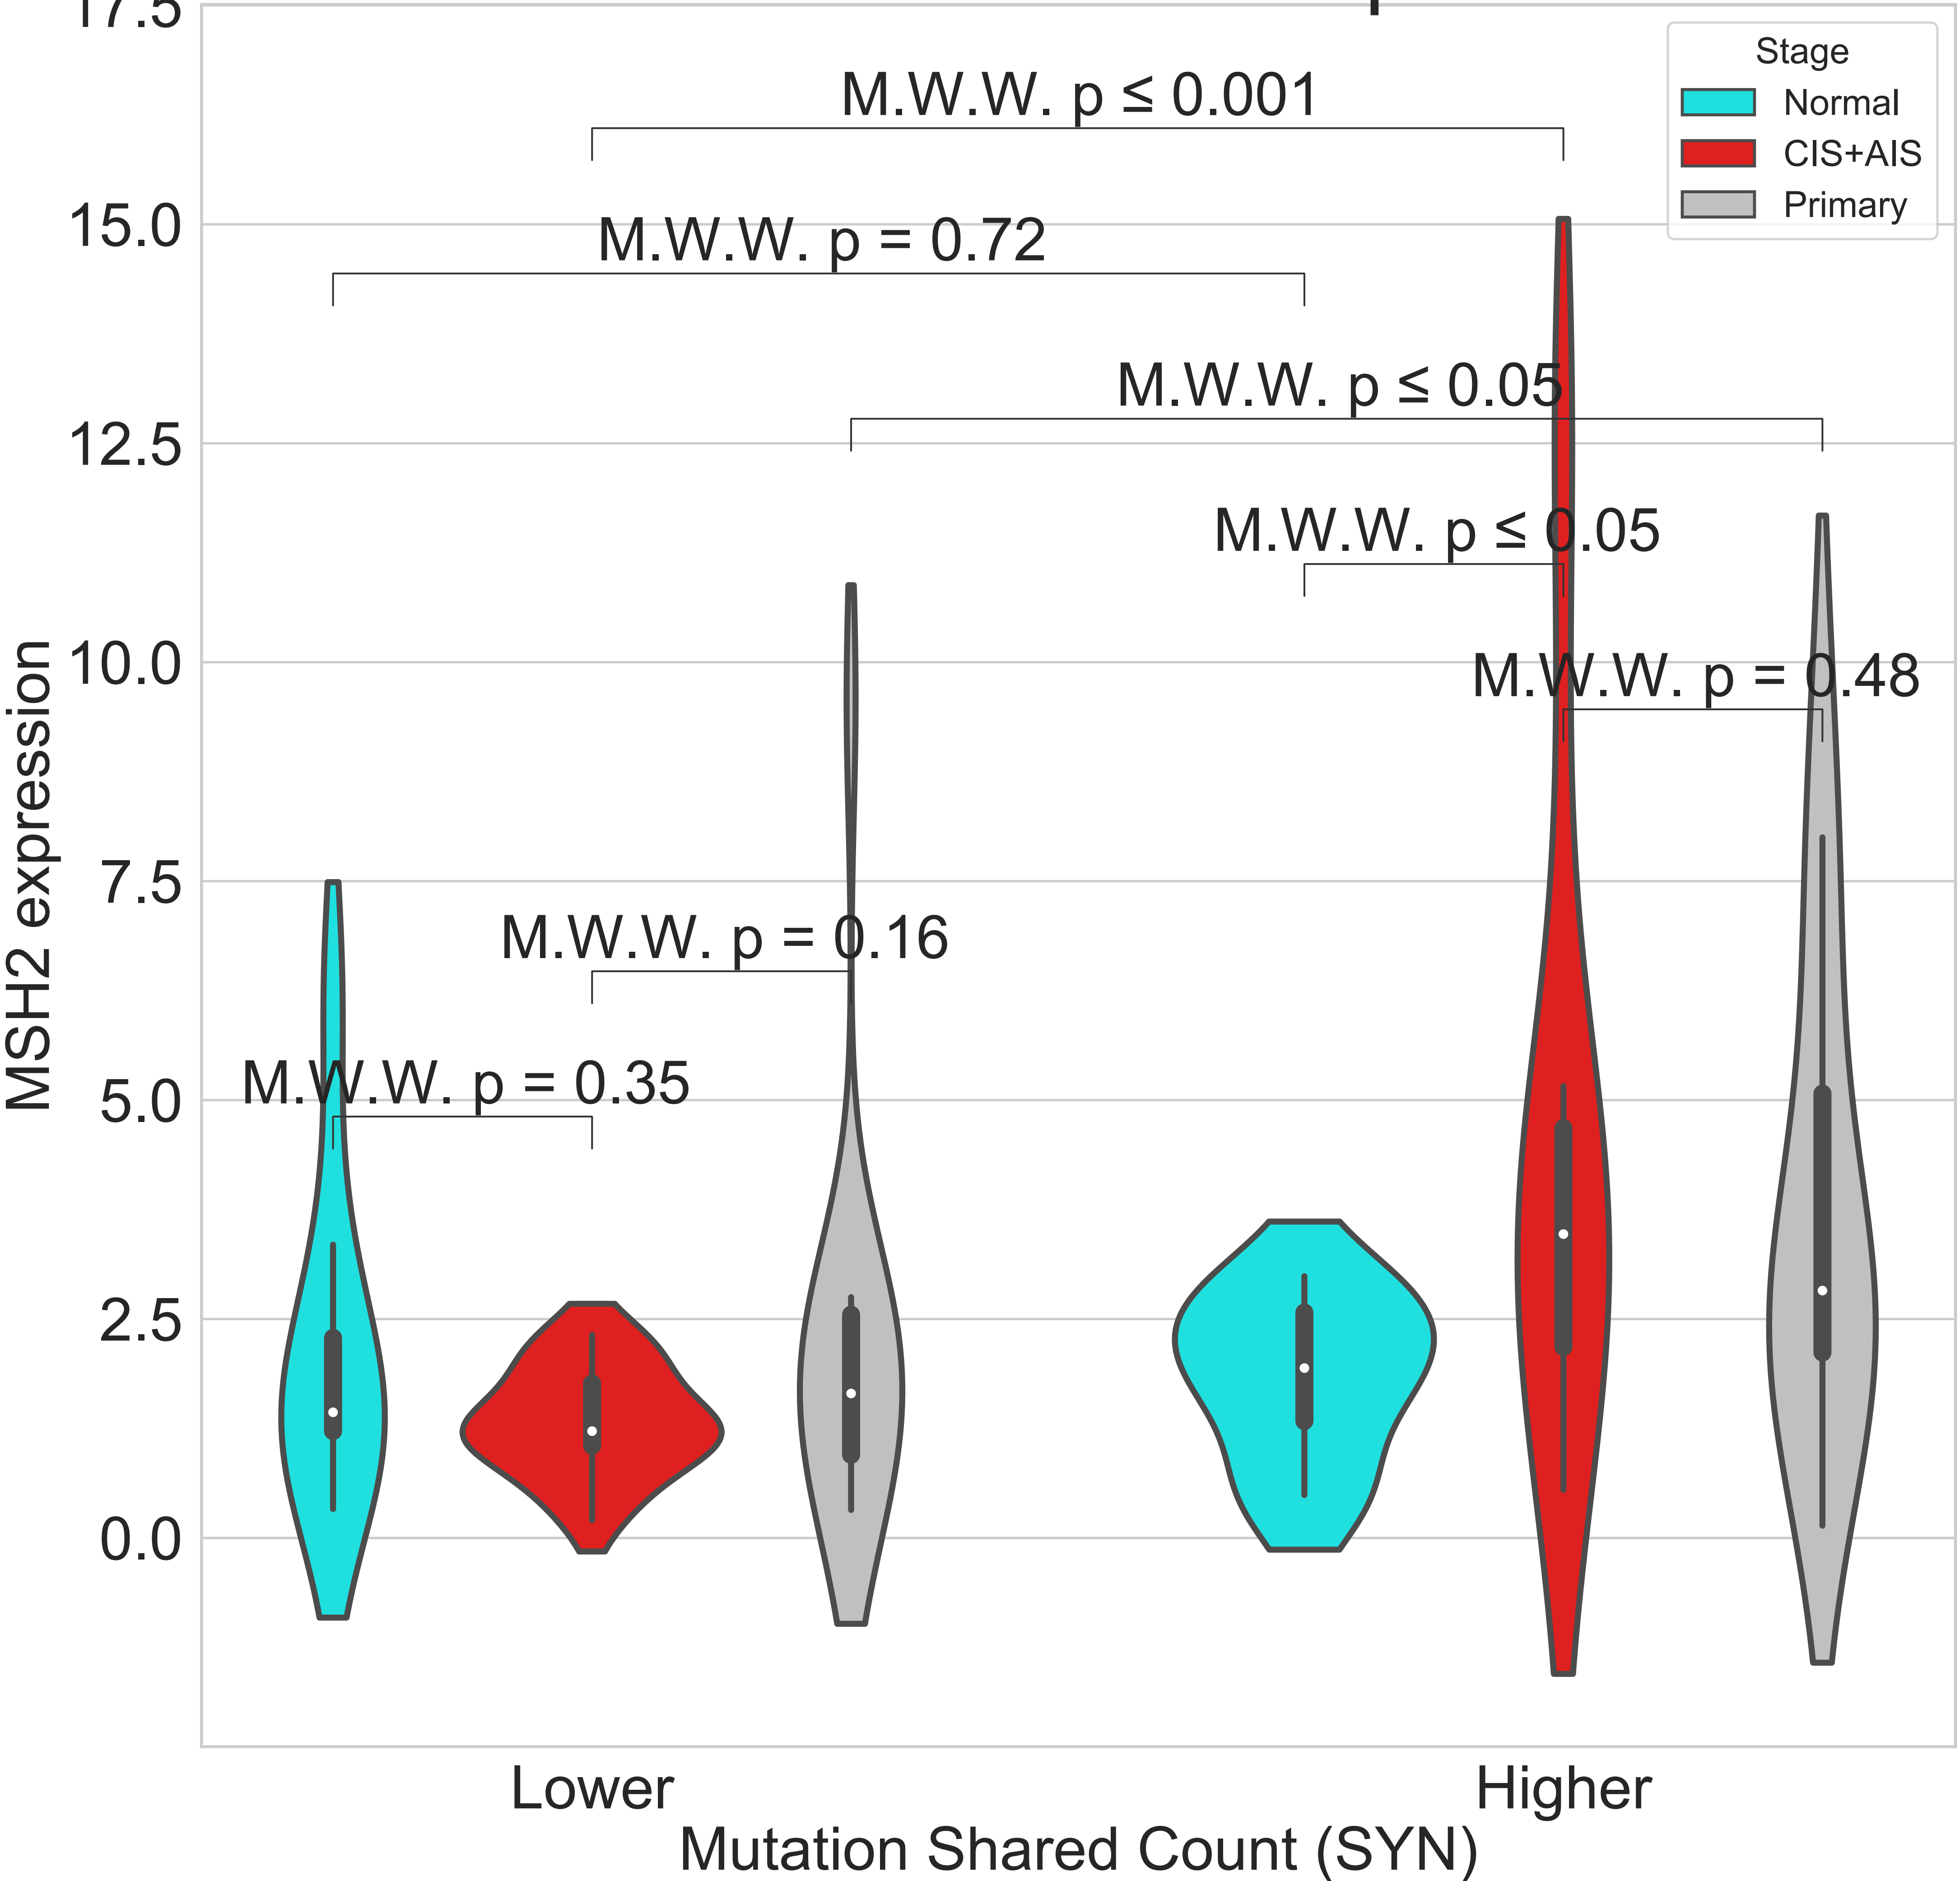 17.5
Stage
Normal
CIS+AIS
Primary
M.W.W. p ≤ 0.001
15.0
M.W.W. p = 0.72
M.W.W. p ≤ 0.05
12.5
M.W.W. p ≤ 0.05
10.0
M.W.W. p = 0.48
MSH2 expression
7.5
M.W.W. p = 0.16
5.0
M.W.W. p = 0.35
2.5
0.0
Lower
Higher
Mutation Shared Count (SYN)